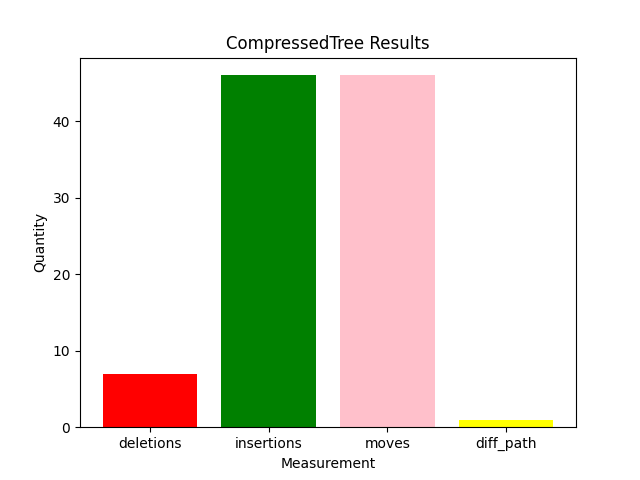 CompressedTree Results
Quantity
40
30
20
10
0
deletions insertions moves diff_path
Measurement